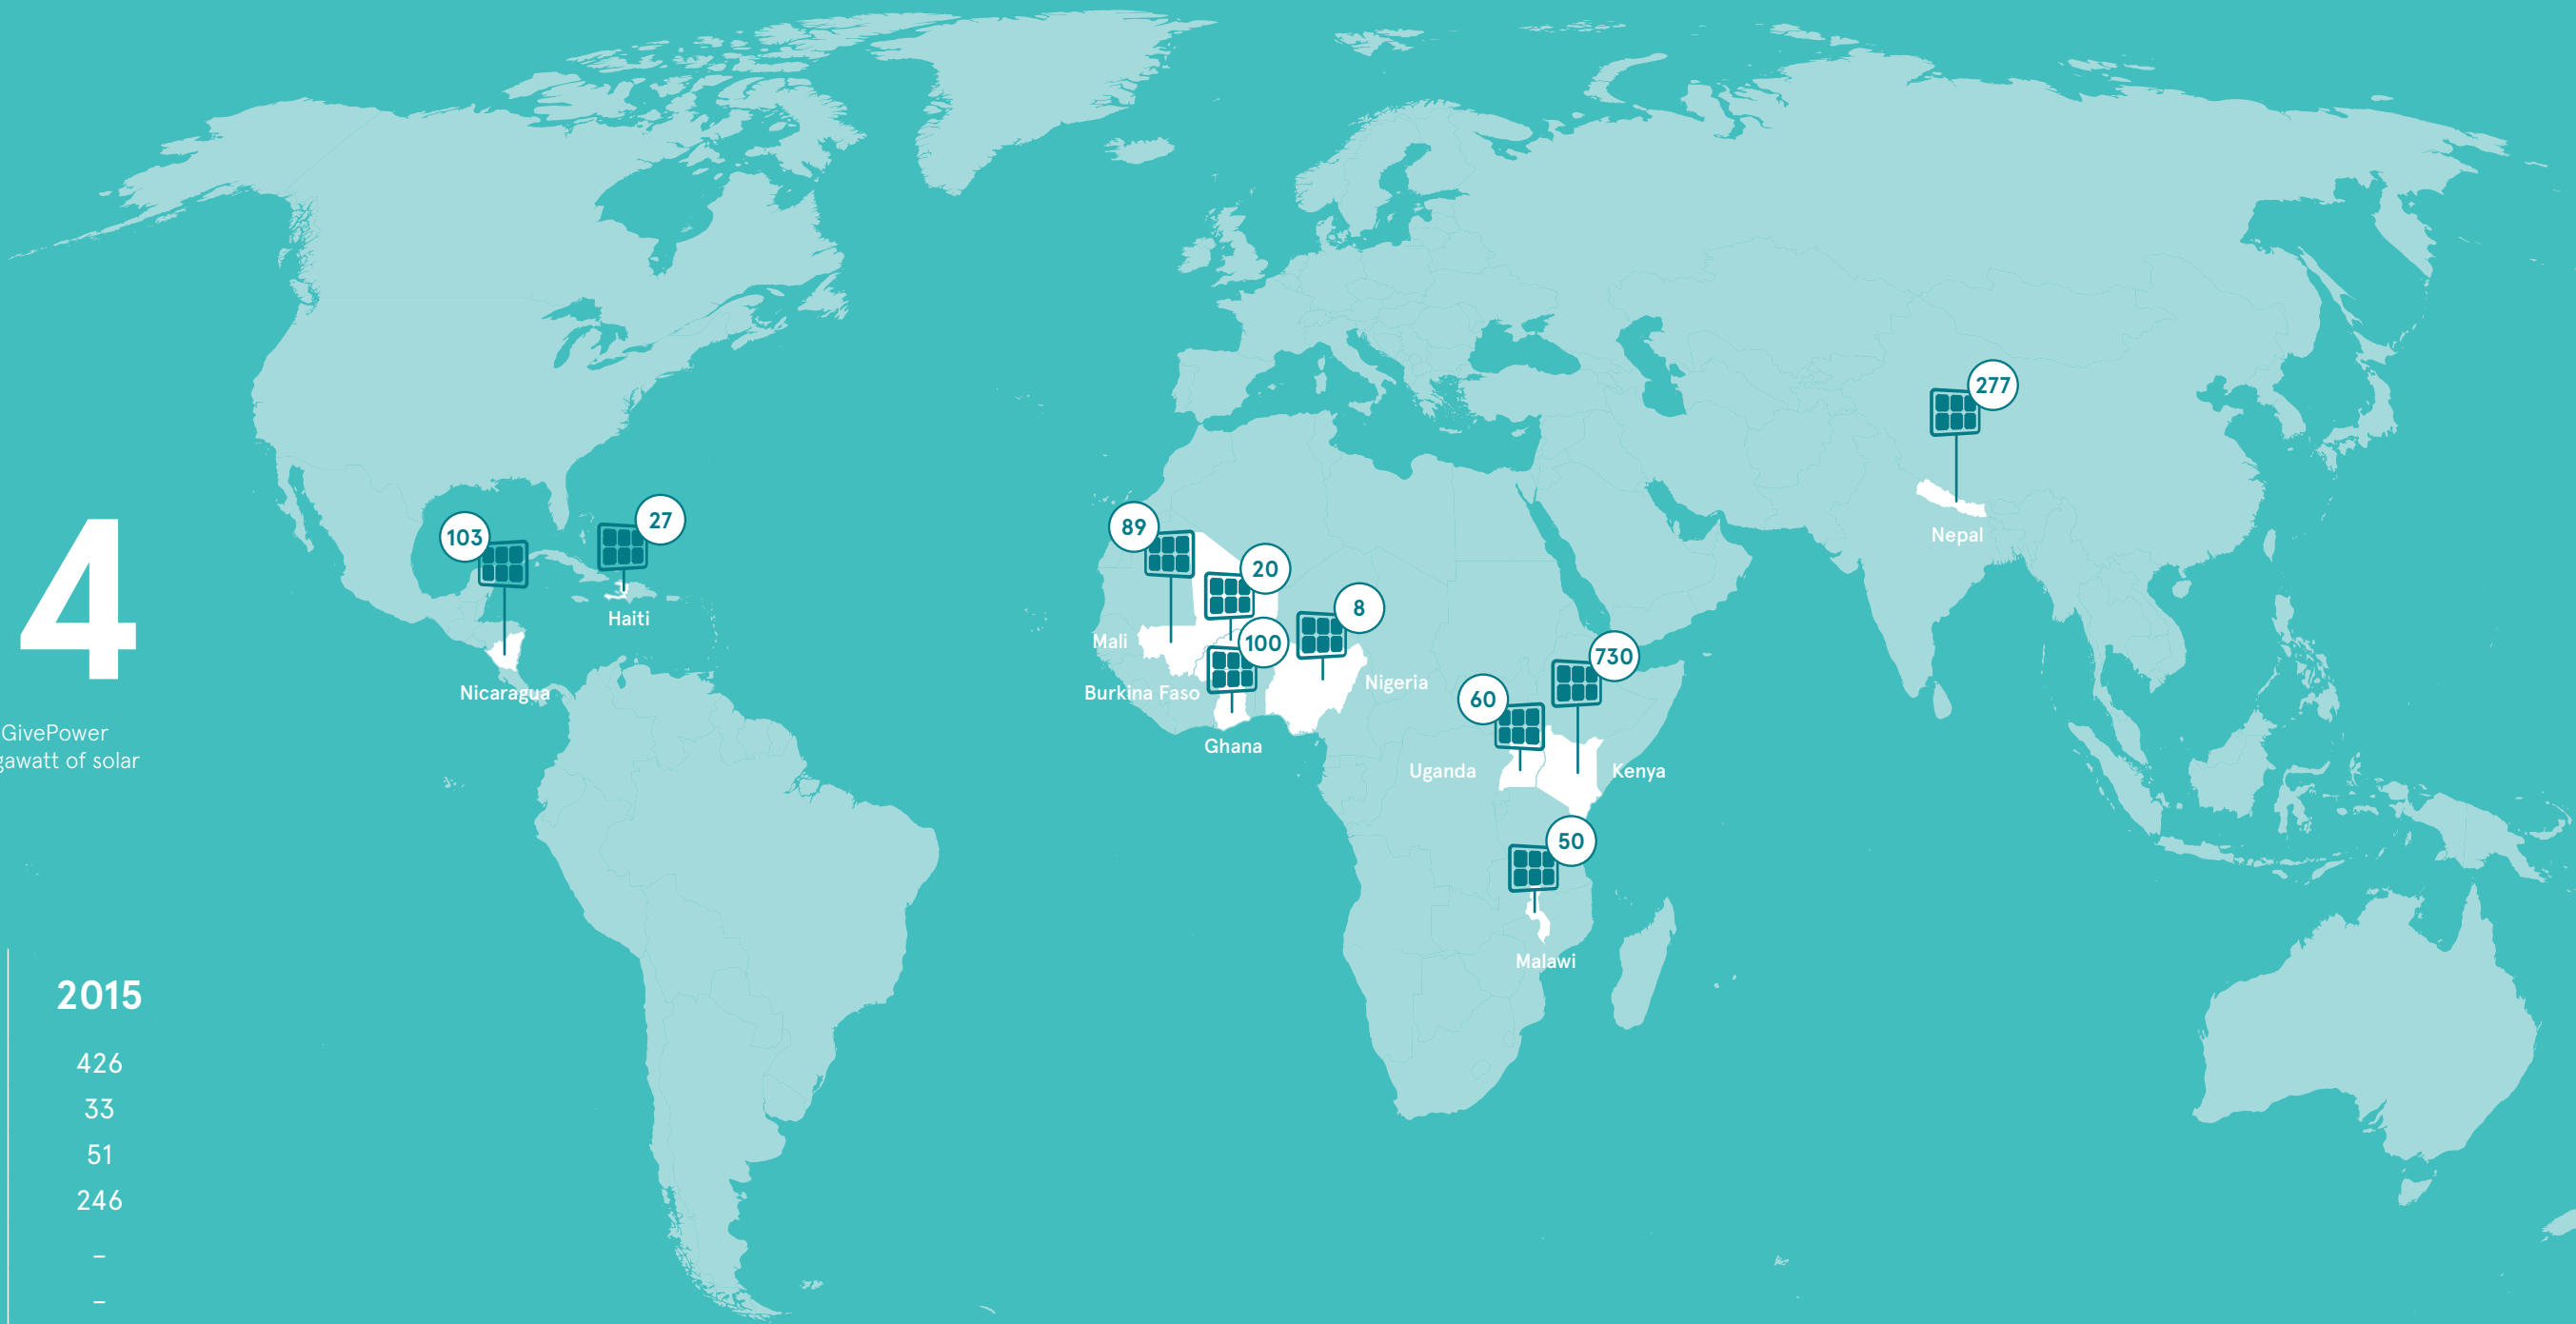 4
GivePower
gawatt of solar
2015
426
33
51
246
–
–
103
Nicaragua
27
Haiti
89
Mali
20
Burkina Faso
100
Ghana
8
Nigeria
60
Uganda
730
Kenya
50
Malawi
277
Nepal